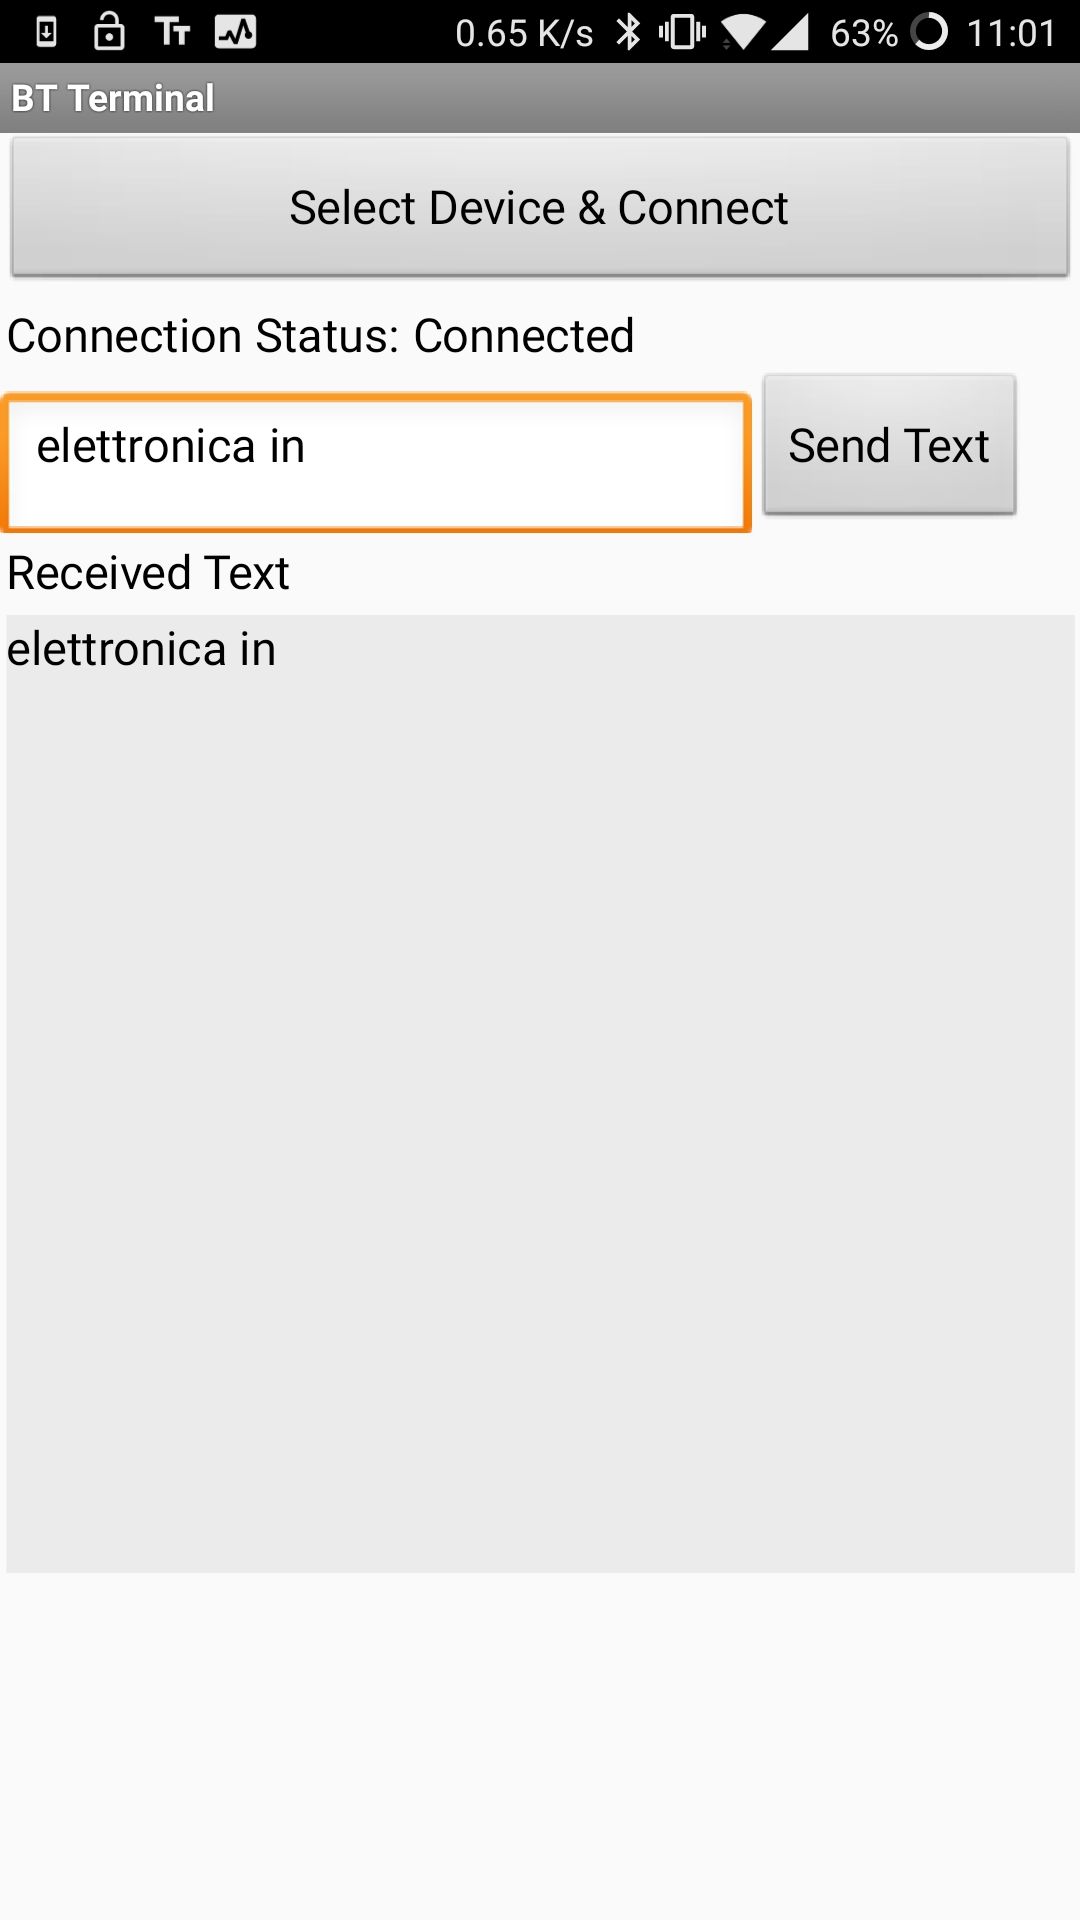 0.65 K/s 63% 11:01
BT Terminal
Select Device & Connect
Connection Status: Connected
elettronica in
Send Text
Received Text
elettronica in